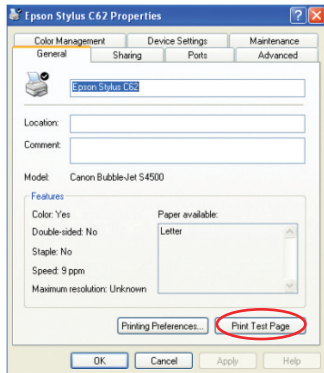 Epson Stylus C62 Properties
Color Management Device Settings Maintenance
General Sharing Ports Advanced
Epson Stylus C62
Location:
Comment:
Model: Canon Bubble-Jet S4500
Features
Color: Yes Paper available:
Double-sided: No Letter
Staple: No
Speed: 9 ppm
Maximum resolution: Unknown
Printing Preferences... Print Test Page
OK Cancel Apply Help